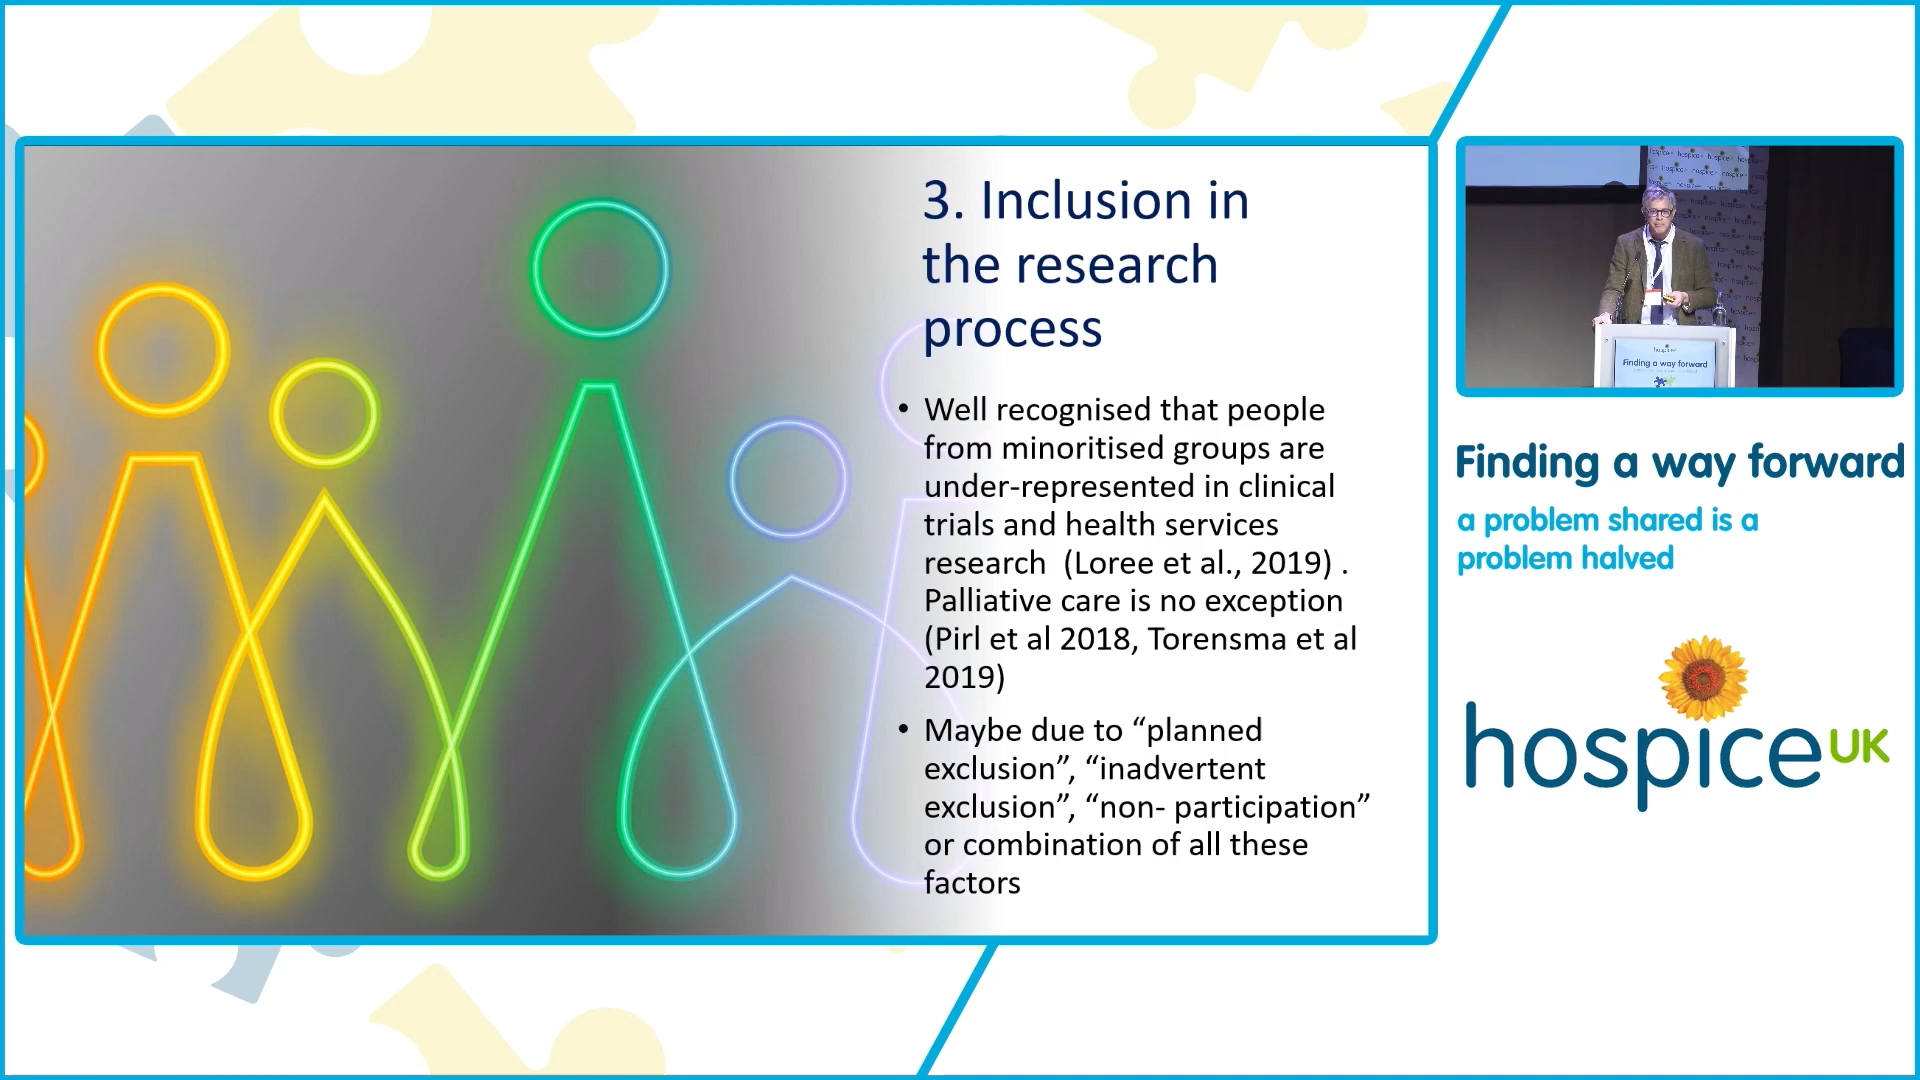 3. Inclusion in
the research
process
• Well recognised that people
from minoritised groups are
under-represented in clinical
trials and health services
research  (Loree et al., 2019) .
Palliative care is no exception
(Pirl et al 2018, Torensma et al
2019)
• Maybe due to “planned
exclusion”, “inadvertent
exclusion”, “non- participation”
or combination of all these
factors
hospice
Finding a way forward
Finding a way forward
a problem shared is a
problem halved
hospice UK